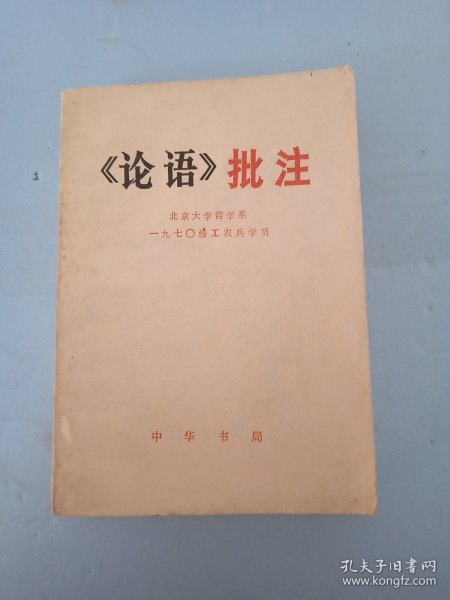 《论语》批注
北京大学哲学系
一九七〇级工农兵学员
中华书局
孔夫子旧书网
www.kongfz.com